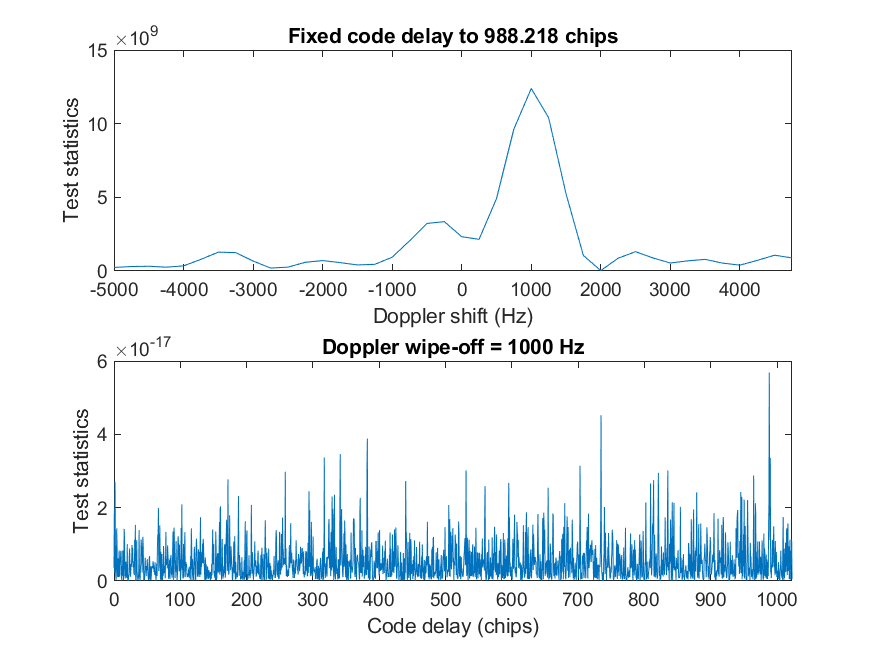 ×10^9
Fixed code delay to 988.218 chips
15
10
5
0
Test statistics
-5000 -4000 -3000 -2000 -1000 0 1000 2000 3000 4000
Doppler shift (Hz)
×10^-17
Doppler wipe-off = 1000 Hz
6
4
2
0
Test statistics
0 100 200 300 400 500 600 700 800 900 1000
Code delay (chips)